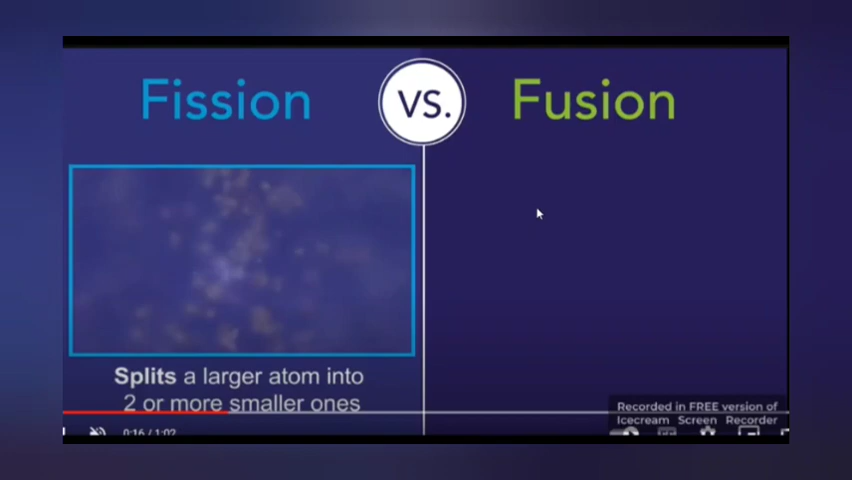 Fission
VS.
Fusion
Splits a larger atom into
2 or more smaller ones
Recorded in FREE version of
Icecream Screen Recorder
0:16 / 1:02